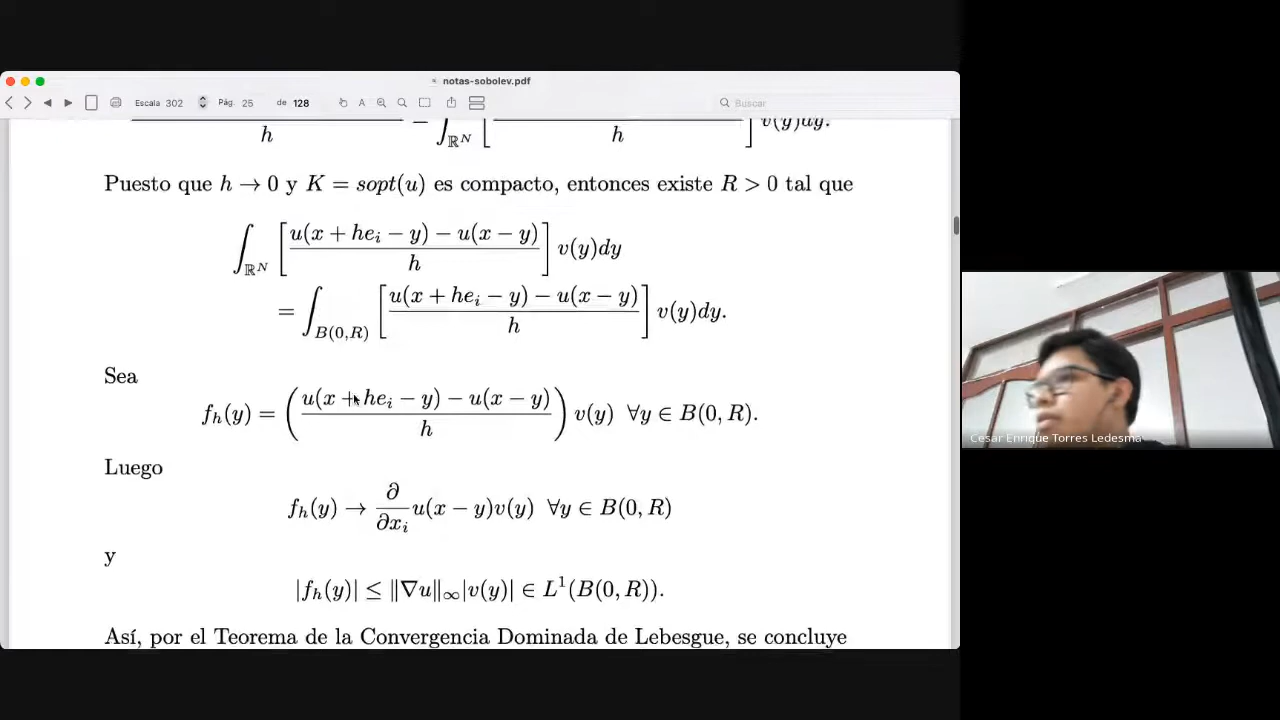 notas-sobolev.pdf
Escala 302 Pág. 25 de 128 A Buscar
h = ∫_{ℝ^N} [ h ] v(y)dy.
Puesto que h → 0 y K = sopt(u) es compacto, entonces existe R > 0 tal que
∫_{ℝ^N} [ (u(x + he_i − y) − u(x − y)) / h ] v(y)dy
= ∫_{B(0,R)} [ (u(x + he_i − y) − u(x − y)) / h ] v(y)dy.
Sea
f_h(y) = ( (u(x + he_i − y) − u(x − y)) / h ) v(y) ∀y ∈ B(0, R).
Luego
f_h(y) → ∂/∂x_i u(x − y)v(y) ∀y ∈ B(0, R)
y
|f_h(y)| ≤ ‖∇u‖_∞|v(y)| ∈ L^1(B(0, R)).
Así, por el Teorema de la Convergencia Dominada de Lebesgue, se concluye
Cesar Enrique Torres Ledesma